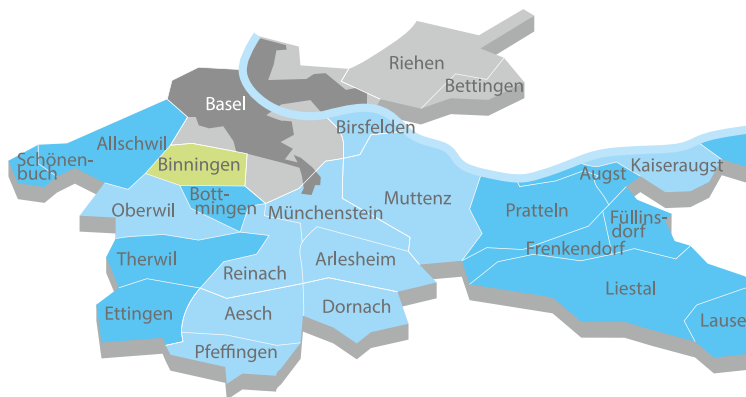 Riehen
Bettingen
Basel
Birsfelden
Allschwil
Schönen-
buch
Binningen
Augst
Kaiseraugst
Bott-
mingen
Muttenz
Oberwil
Münchenstein
Pratteln
Füllins-
dorf
Frenkendorf
Therwil
Reinach
Arlesheim
Liestal
Ettingen
Aesch
Dornach
Lause
Pfeffingen